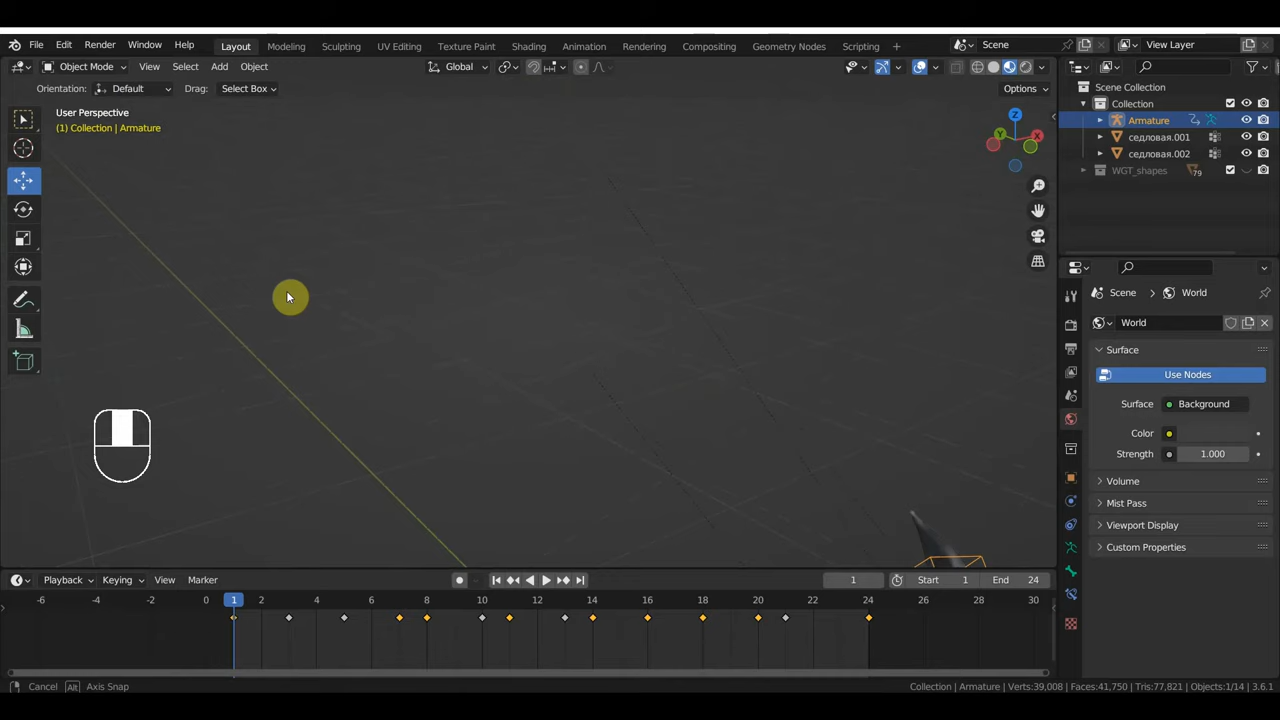 File Edit Render Window Help Layout Modeling Sculpting UV Editing Texture Paint Shading Animation Rendering Compositing Geometry Nodes Scripting + Scene View Layer
Object Mode View Select Add Object Global
Orientation: Default Drag: Select Box Options
User Perspective
(1) Collection | Armature
Z
Y
X
Scene Collection
Collection
Armature
седловая.001
седловая.002
WGT_shapes 79
Scene > World
World
Surface
Use Nodes
Surface Background
Color
Strength 1.000
Volume
Mist Pass
Viewport Display
Custom Properties
Playback Keying View Marker 1 Start 1 End 24
-6 -4 -2 0 1 2 4 6 8 10 12 14 16 18 20 22 24 26 28 30
Cancel Alt Axis Snap Collection | Armature | Verts:39,008 | Faces:41,750 | Tris:77,821 | Objects:1/14 | 3.6.1